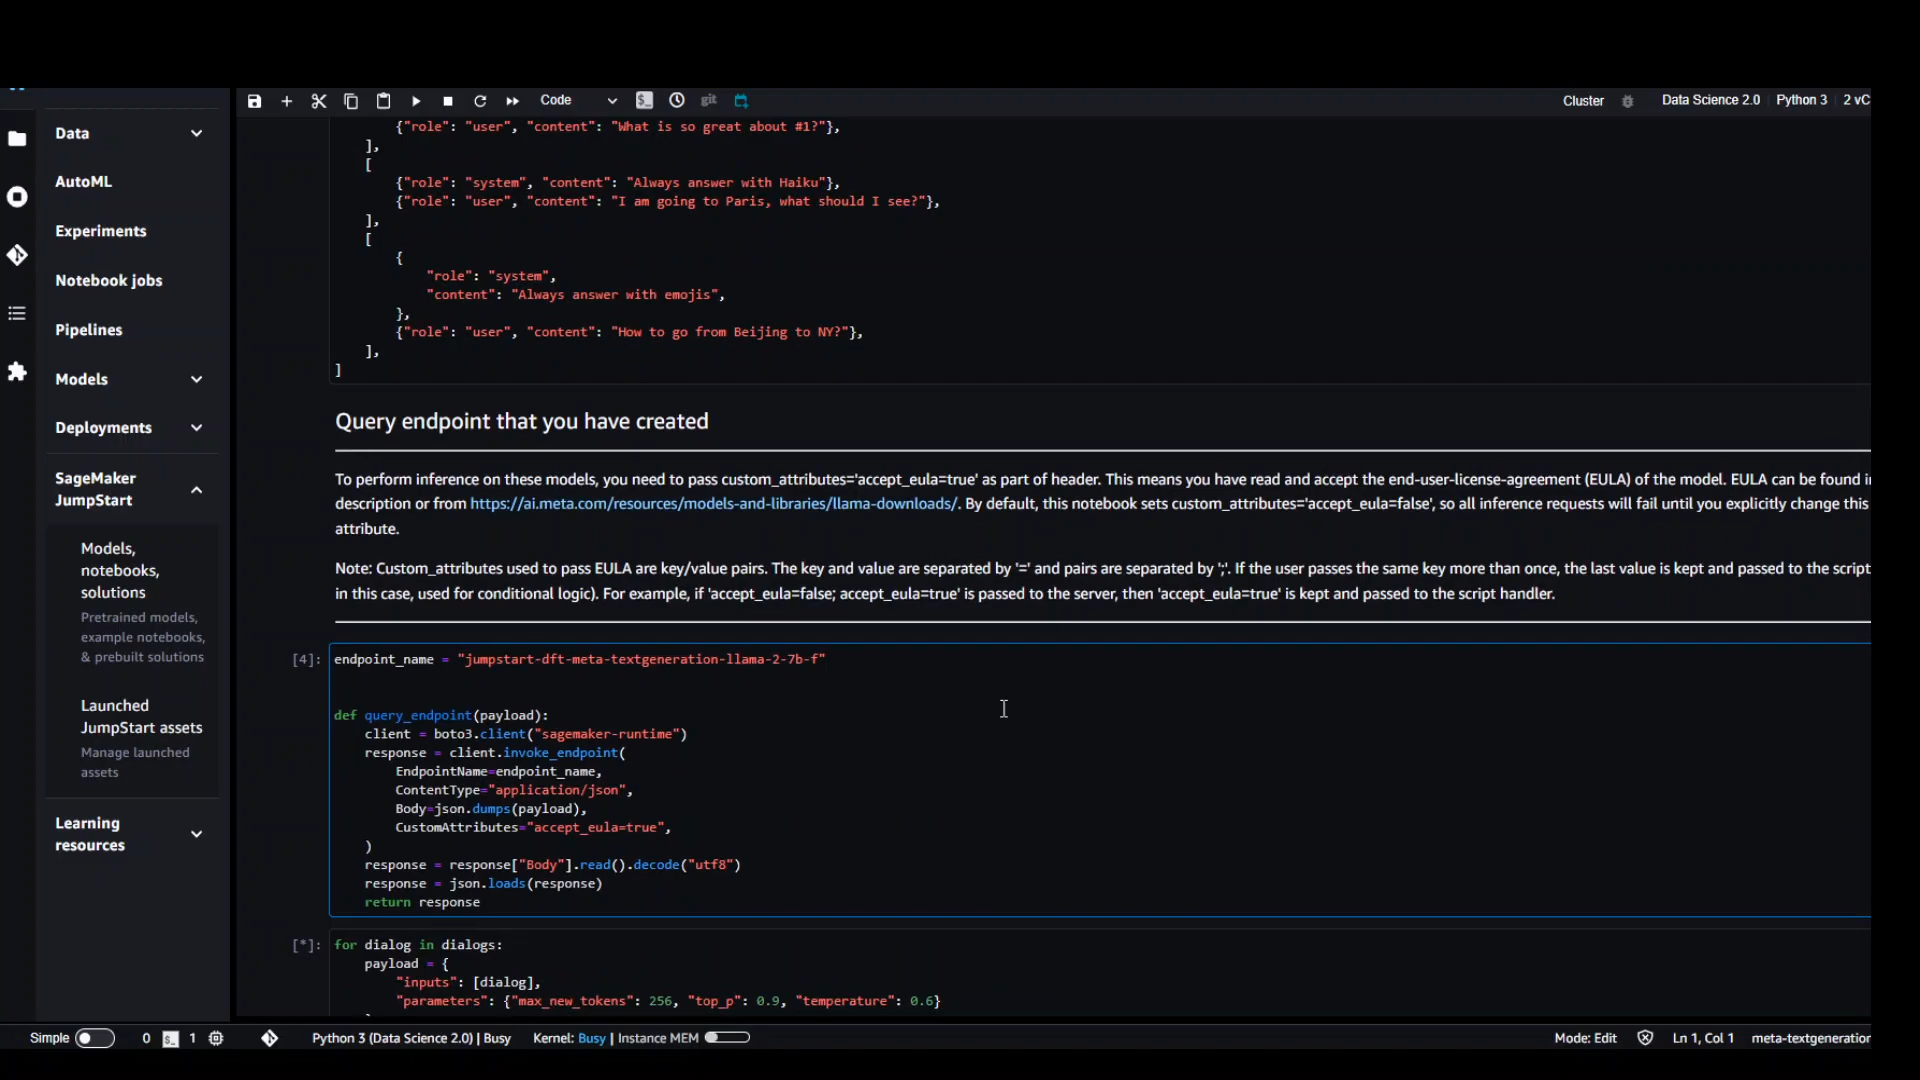 Code
git
Cluster
Data Science 2.0
Python 3
2 vC
Data
AutoML
Experiments
Notebook jobs
Pipelines
Models
Deployments
SageMaker
JumpStart
Models,
notebooks,
solutions
Pretrained models,
example notebooks,
& prebuilt solutions
Launched
JumpStart assets
Manage launched
assets
Learning
resources
{"role": "user", "content": "What is so great about #1?"},
],
[
{"role": "system", "content": "Always answer with Haiku"},
{"role": "user", "content": "I am going to Paris, what should I see?"},
],
[
{
"role": "system",
"content": "Always answer with emojis",
},
{"role": "user", "content": "How to go from Beijing to NY?"},
],
]
Query endpoint that you have created
To perform inference on these models, you need to pass custom_attributes='accept_eula=true' as part of header. This means you have read and accept the end-user-license-agreement (EULA) of the model. EULA can be found in
description or from https://ai.meta.com/resources/models-and-libraries/llama-downloads/. By default, this notebook sets custom_attributes='accept_eula=false', so all inference requests will fail until you explicitly change this
attribute.
Note: Custom_attributes used to pass EULA are key/value pairs. The key and value are separated by '=' and pairs are separated by ';'. If the user passes the same key more than once, the last value is kept and passed to the script
in this case, used for conditional logic). For example, if 'accept_eula=false; accept_eula=true' is passed to the server, then 'accept_eula=true' is kept and passed to the script handler.
[4]:
endpoint_name = "jumpstart-dft-meta-textgeneration-llama-2-7b-f"
def query_endpoint(payload):
client = boto3.client("sagemaker-runtime")
response = client.invoke_endpoint(
EndpointName=endpoint_name,
ContentType="application/json",
Body=json.dumps(payload),
CustomAttributes="accept_eula=true",
)
response = response["Body"].read().decode("utf8")
response = json.loads(response)
return response
[*]:
for dialog in dialogs:
payload = {
"inputs": [dialog],
"parameters": {"max_new_tokens": 256, "top_p": 0.9, "temperature": 0.6}
Simple
0
1
Python 3 (Data Science 2.0) | Busy
Kernel: Busy | Instance MEM
Mode: Edit
Ln 1, Col 1
meta-textgeneration